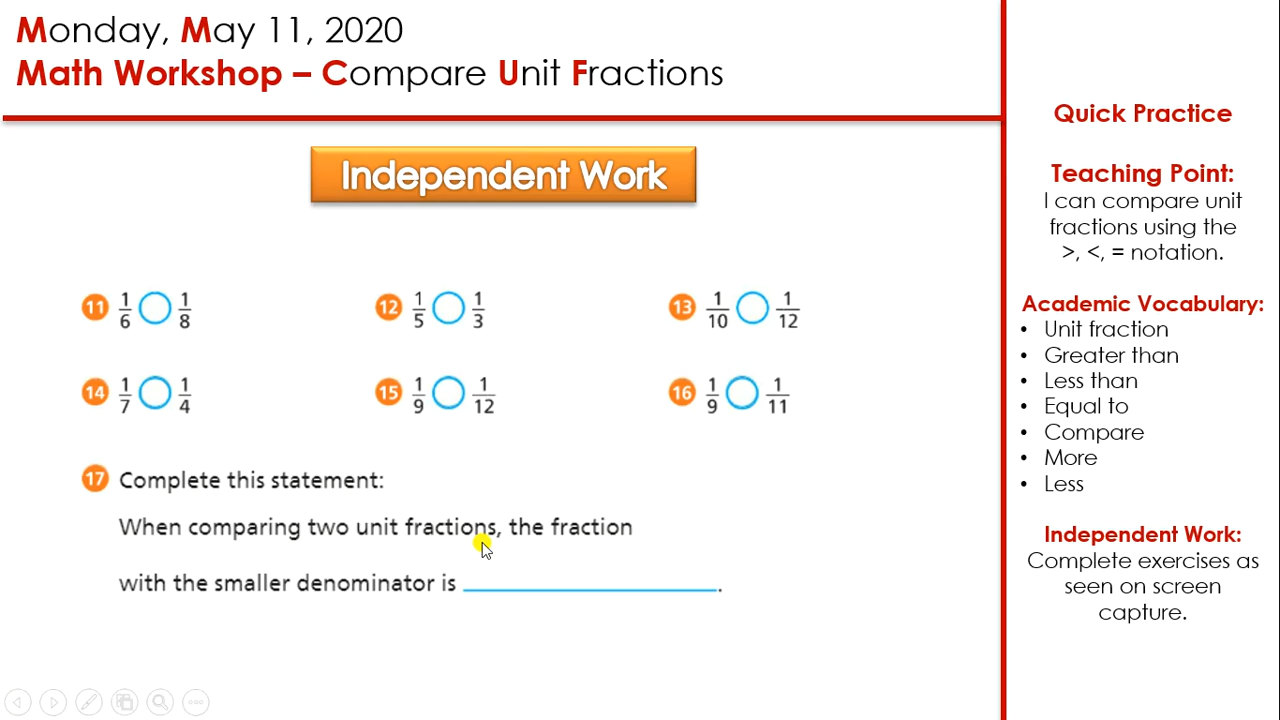 Monday, May 11, 2020
Math Workshop – Compare Unit Fractions
Independent Work
11 1/6 ○ 1/8
12 1/5 ○ 1/3
13 1/10 ○ 1/12
14 1/7 ○ 1/4
15 1/9 ○ 1/12
16 1/9 ○ 1/11
17 Complete this statement:
When comparing two unit fractions, the fraction
with the smaller denominator is ____________________.
Quick Practice
Teaching Point:
I can compare unit
fractions using the
>, <, = notation.
Academic Vocabulary:
• Unit fraction
• Greater than
• Less than
• Equal to
• Compare
• More
• Less
Independent Work:
Complete exercises as
seen on screen
capture.